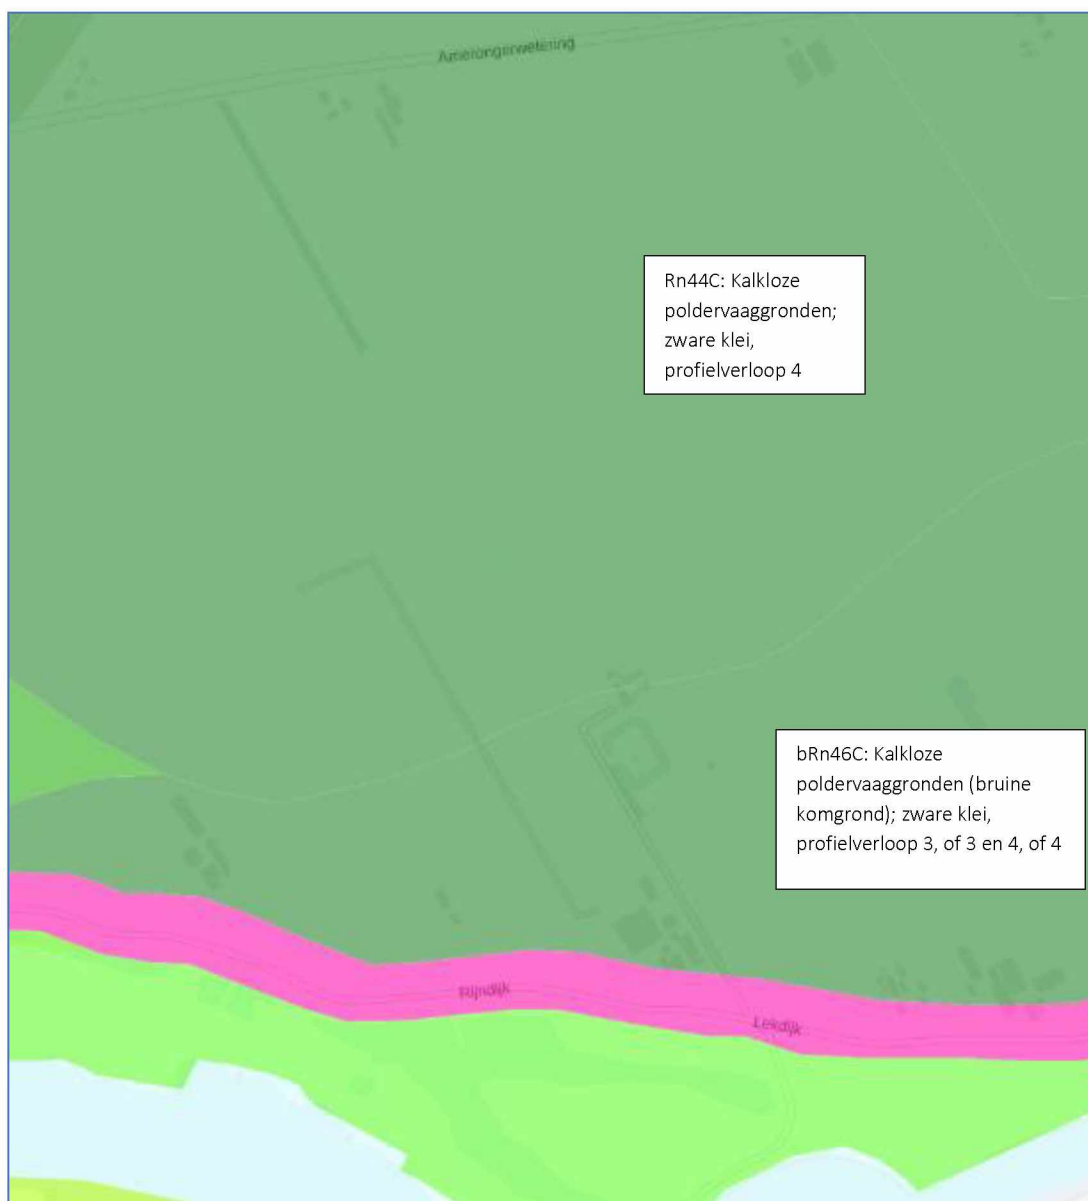 Amerongerwetering
Rn44C: Kalkloze
poldervaaggronden;
zware klei,
profielverloop 4
bRn46C: Kalkloze
poldervaaggronden (bruine
komgrond); zware klei,
profielverloop 3, of 3 en 4, of 4
Rijndijk
Lekdijk